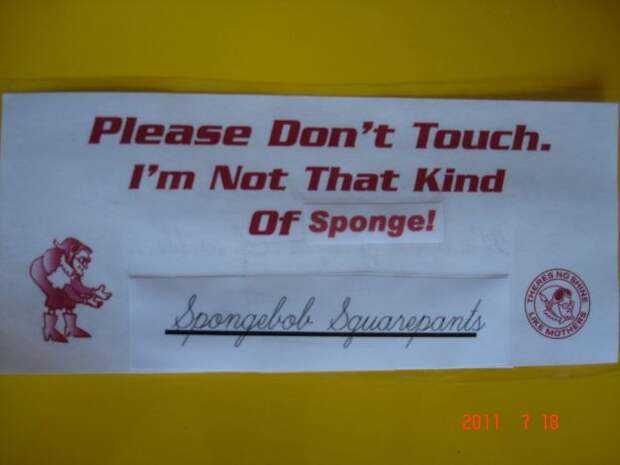 Please Don't Touch.
I'm Not That Kind
Of Sponge!
Spongebob Squarepants
THERES NO SHINE
LIKE MOTHERS
2011 7 18